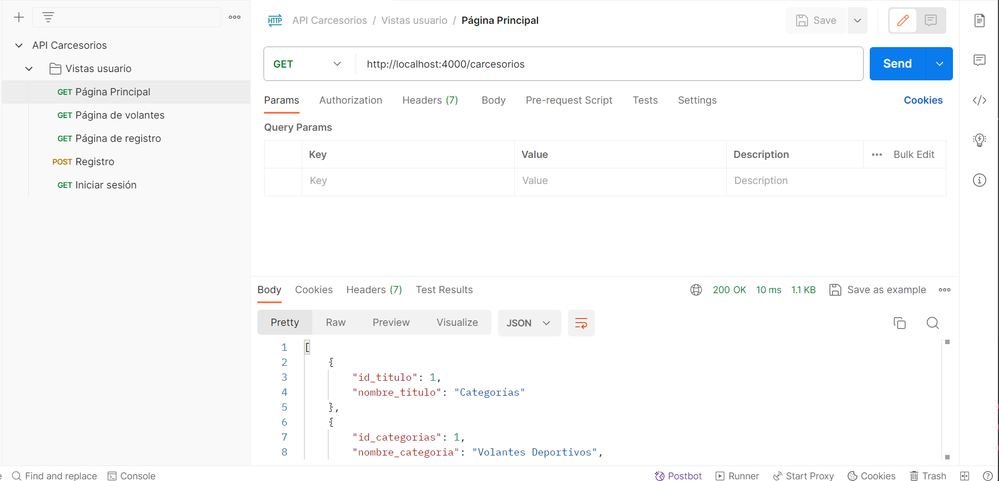 API Carcesorios
Vistas usuario
GET Página Principal
GET Página de volantes
GET Página de registro
POST Registro
GET Iniciar sesión
HTTP API Carcesorios / Vistas usuario / Página Principal
Save
GET http://localhost:4000/carcesorios Send
Params Authorization Headers (7) Body Pre-request Script Tests Settings Cookies
Query Params
Key Value Description Bulk Edit
Key Value Description
Body Cookies Headers (7) Test Results 200 OK 10 ms 1.1 KB Save as example
Pretty Raw Preview Visualize JSON
1 [
2 {
3 "id_titulo": 1,
4 "nombre_titulo": "Categorías"
5 },
6 {
7 "id_categorias": 1,
8 "nombre_categoria": "Volantes Deportivos",
Find and replace Console Postbot Runner Start Proxy Cookies Trash